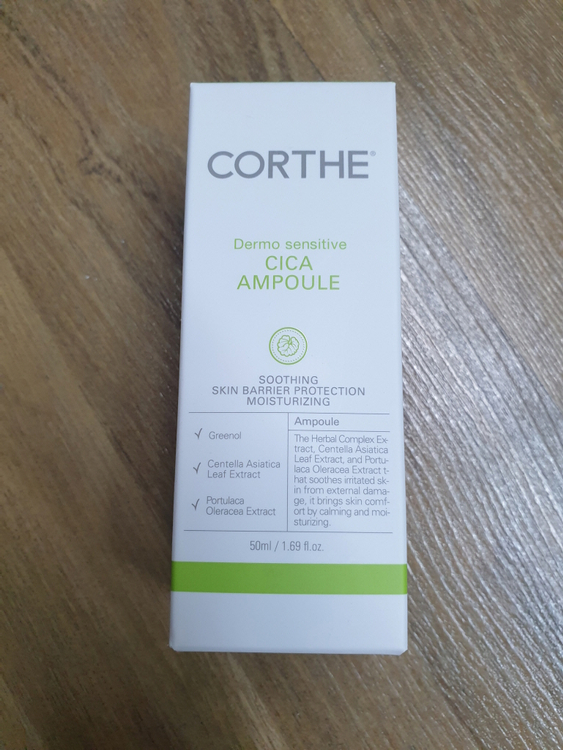 CORTHE®
Dermo sensitive
CICA
AMPOULE
SOOTHING
SKIN BARRIER PROTECTION
MOISTURIZING
✓ Greenol
✓ Centella Asiatica
Leaf Extract
✓ Portulaca
Oleracea Extract
Ampoule
The Herbal Complex Ex-
tract, Centella Asiatica
Leaf Extract, and Portu-
laca Oleracea Extract t-
hat soothes irritated sk-
in from external dama-
ge, it brings skin comf-
ort by calming and moi-
sturizing.
50ml / 1.69 fl.oz.